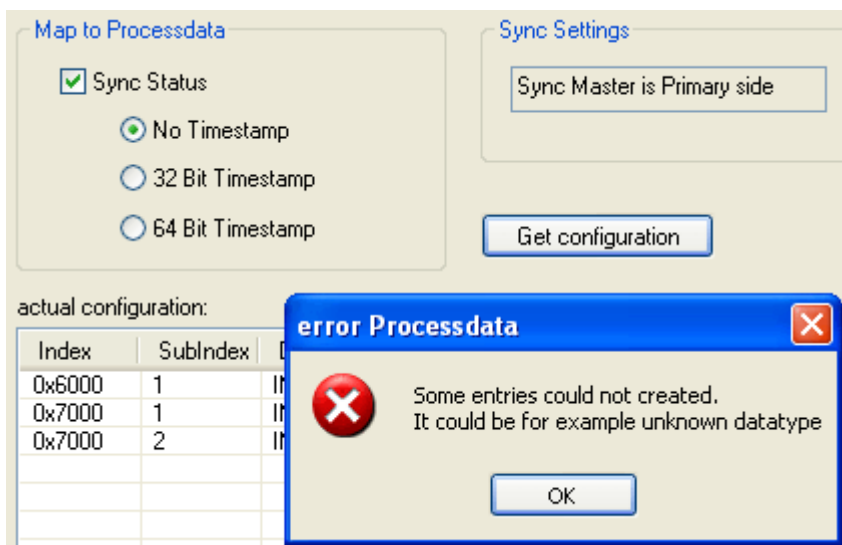 Map to Processdata
Sync Status
No Timestamp
32 Bit Timestamp
64 Bit Timestamp
Sync Settings
Sync Master is Primary side
Get configuration
actual configuration:
Index SubIndex
0x6000 1
0x7000 1
0x7000 2
error Processdata
Some entries could not created.
It could be for example unknown datatype
OK